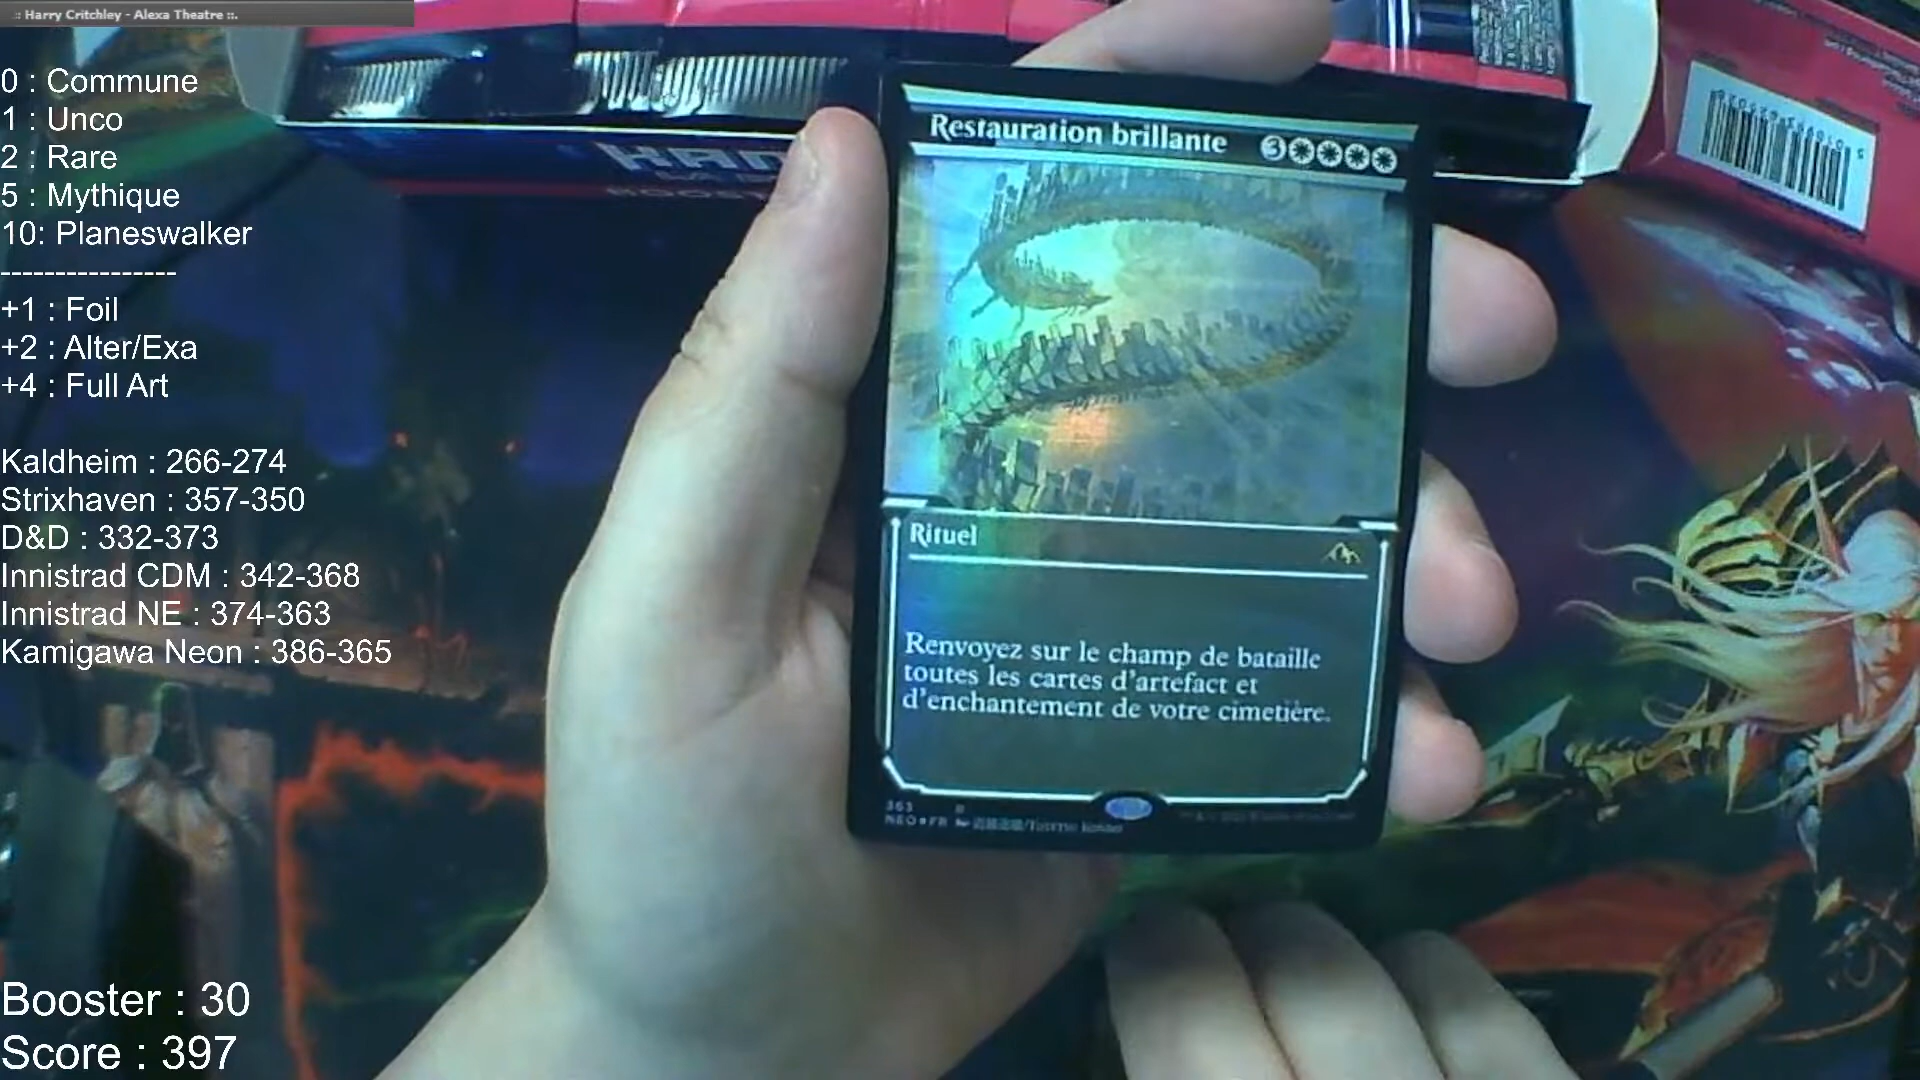 .:: Harry Critchley - Alexa Theatre ::.
0 : Commune
1 : Unco
2 : Rare
5 : Mythique
10: Planeswalker
----------------
+1 : Foil
+2 : Alter/Exa
+4 : Full Art
Kaldheim : 266-274
Strixhaven : 357-350
D&D : 332-373
Innistrad CDM : 342-368
Innistrad NE : 374-363
Kamigawa Neon : 386-365
Booster : 30
Score : 397
Restauration brillante 3
Rituel
Renvoyez sur le champ de bataille
toutes les cartes d'artefact et
d'enchantement de votre cimetière.
363 R
NEO FR